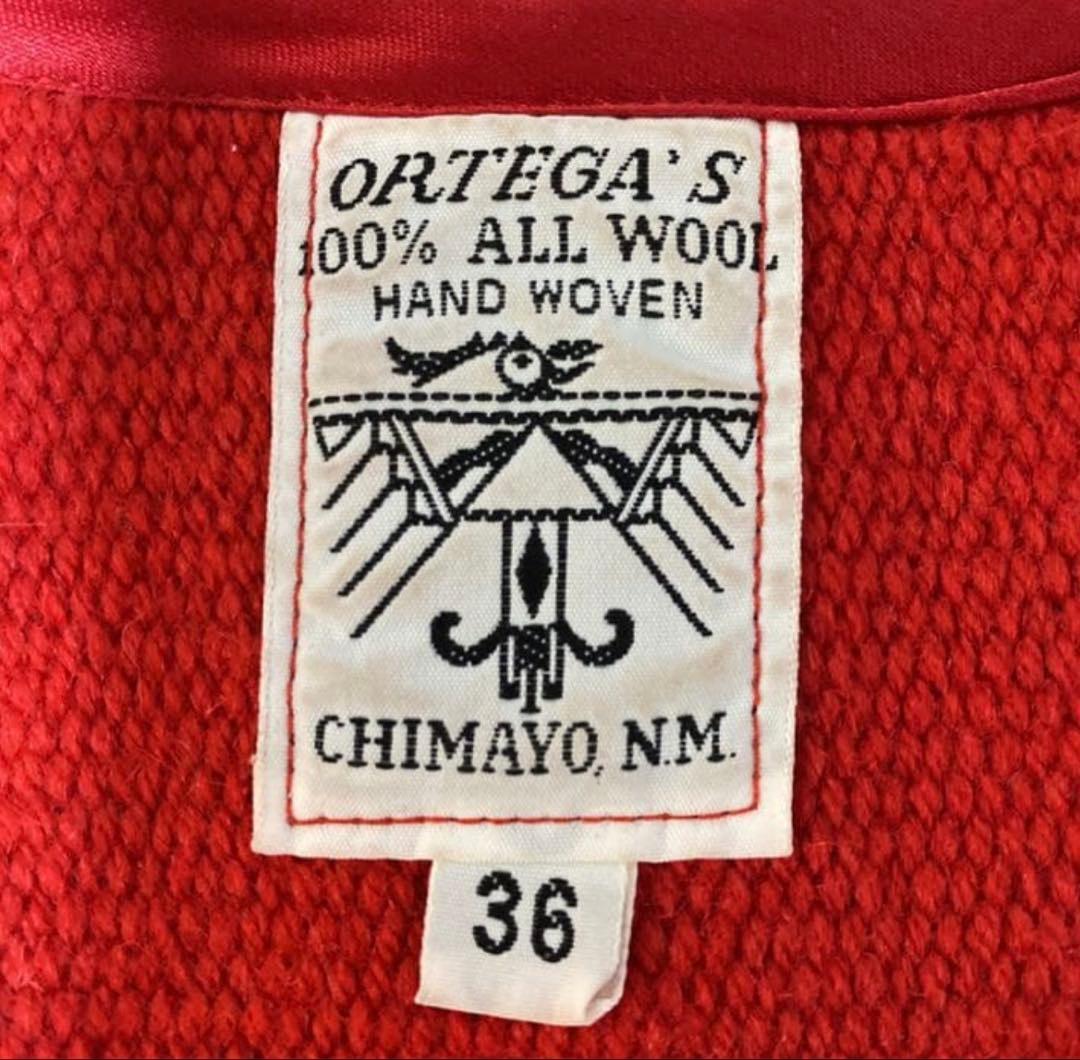 ORTEGA'S
100% ALL WOOL
HAND WOVEN
CHIMAYO, N.M.
36